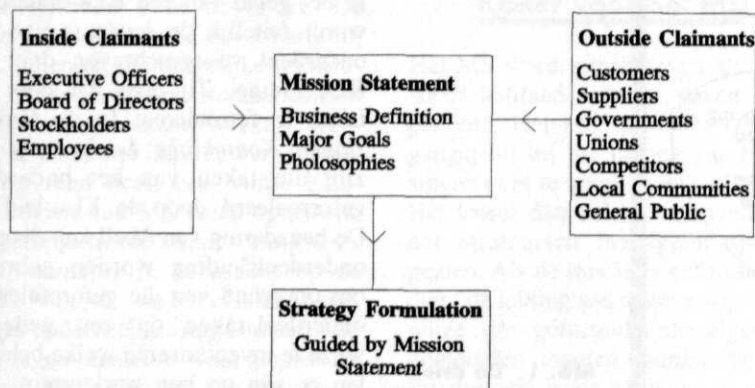 Inside Claimants
Executive Officers
Board of Directors
Stockholders
Employees
Mission Statement
Business Definition
Major Goals
Pholosophies
Outside Claimants
Customers
Suppliers
Governments
Unions
Competitors
Local Communities
General Public
Strategy Formulation
Guided by Mission
Statement